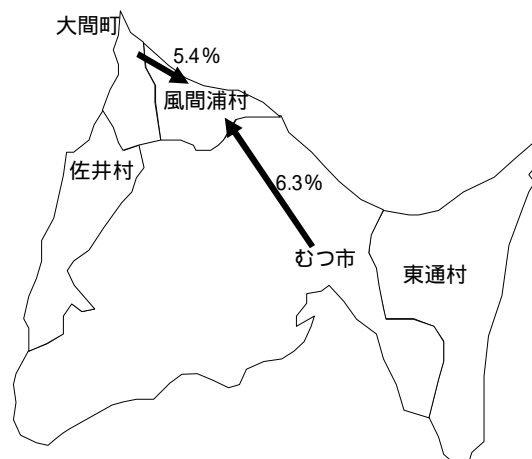 大間町
5.4%
風間浦村
佐井村
6.3%
むつ市
東通村